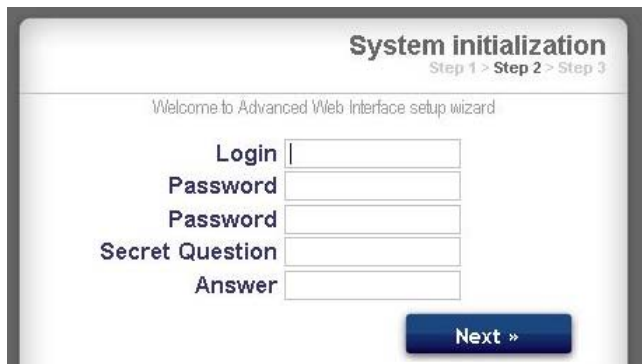 System initialization
Step 1 > Step 2 > Step 3
Welcome to Advanced Web Interface setup wizard
Login
Password
Password
Secret Question
Answer
Next »